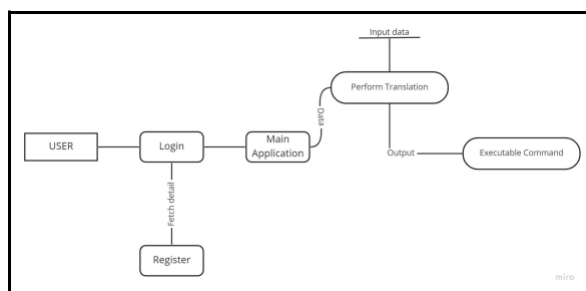 Input data
Perform Translation
Data
USER
Login
Main
Application
Output
Executable Command
Fetch detail
Register
miro